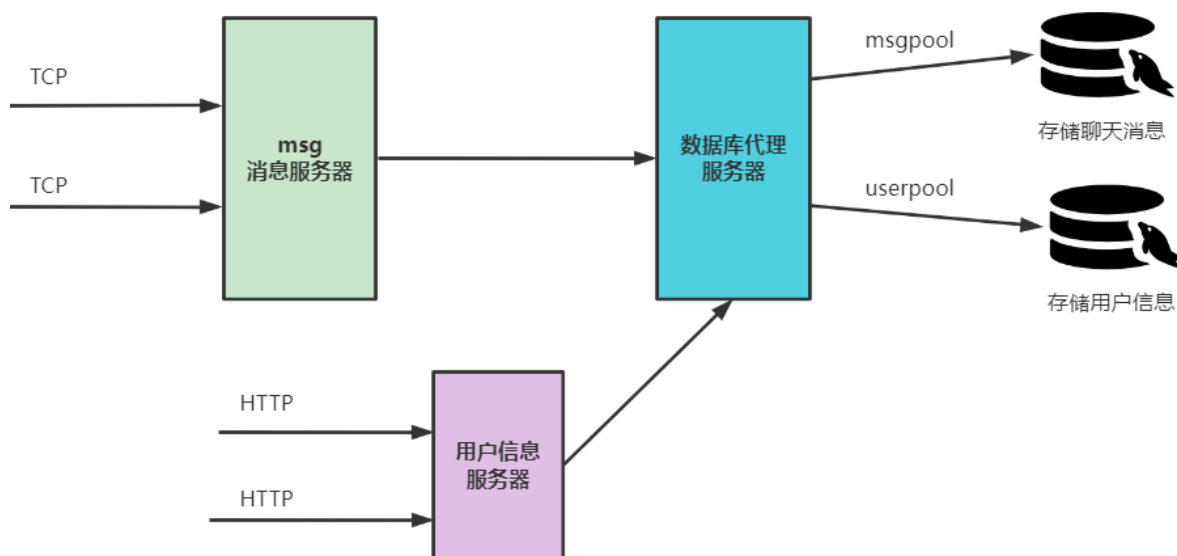 TCP
TCP
msg
消息服务器
数据库代理
服务器
msgpool
存储聊天消息
userpool
存储用户信息
HTTP
HTTP
用户信息
服务器